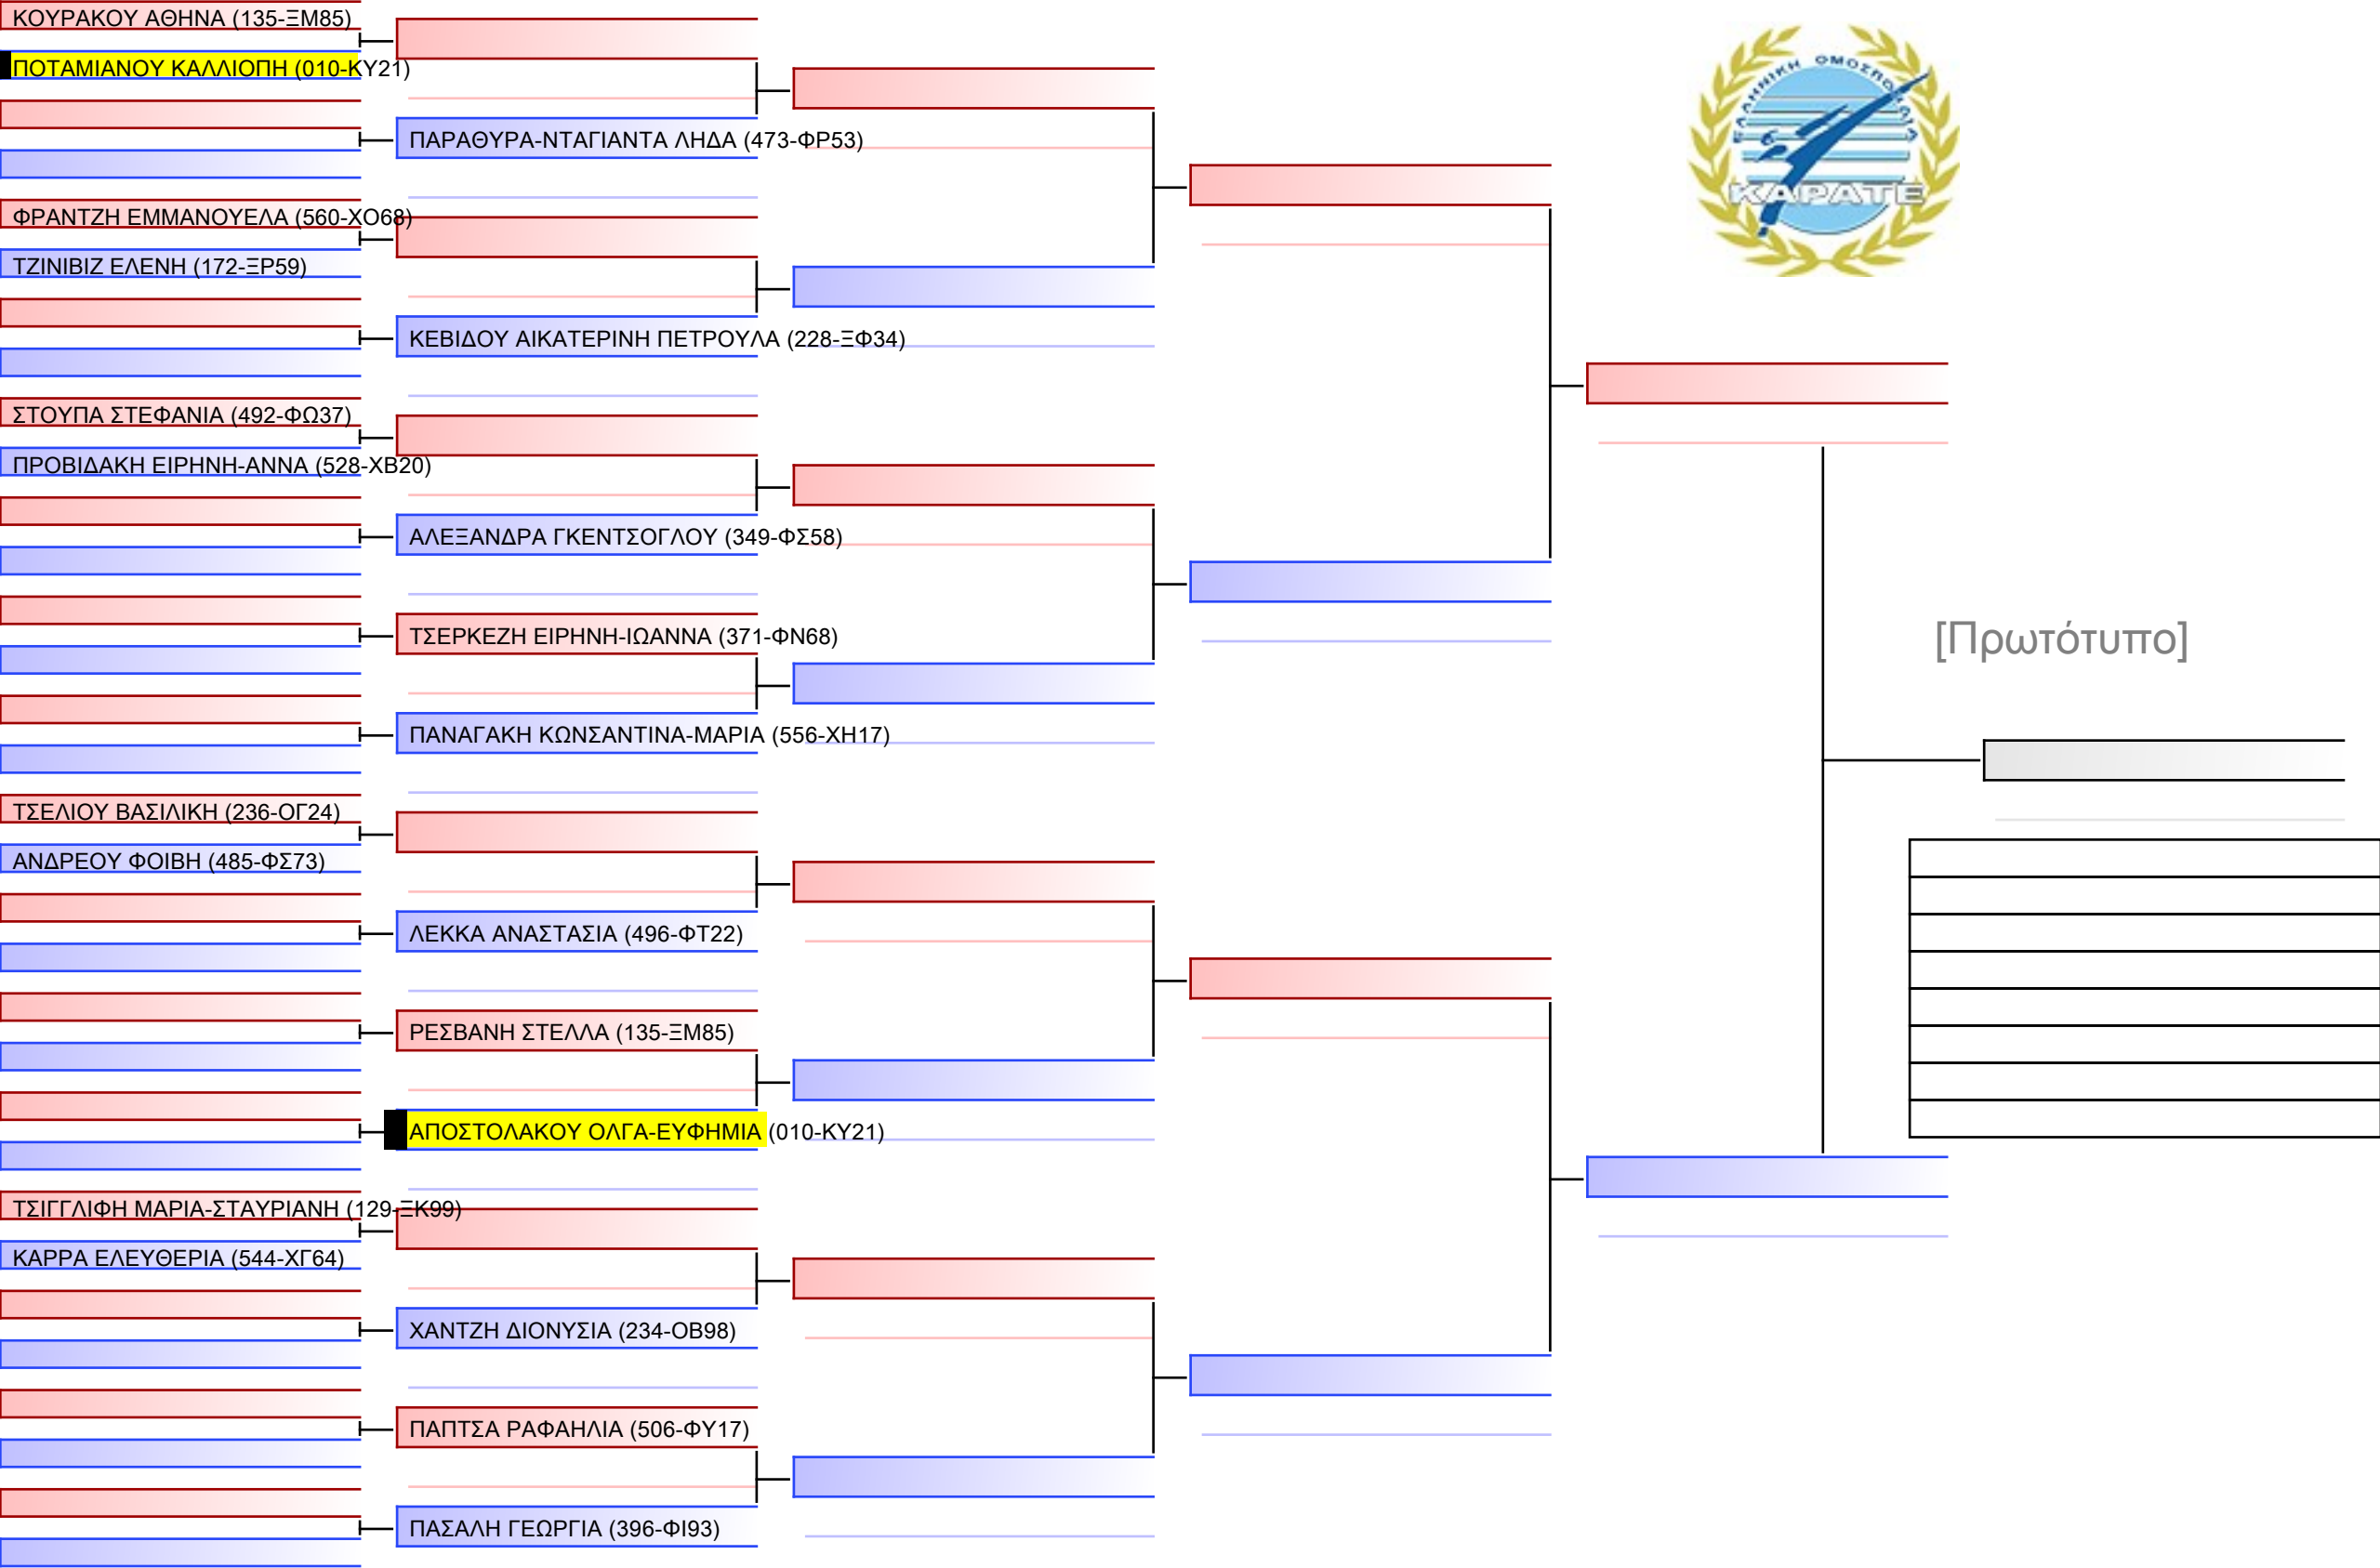 ΚΟΥΡΑΚΟΥ ΑΘΗΝΑ (135-ΞΜ85)
ΠΟΤΑΜΙΑΝΟΥ ΚΑΛΛΙΟΠΗ (010-ΚΥ21)
ΠΑΡΑΘΥΡΑ-ΝΤΑΓΙΑΝΤΑ ΛΗΔΑ (473-ΦΡ53)
ΦΡΑΝΤΖΗ ΕΜΜΑΝΟΥΕΛΑ (560-ΧΟ68)
ΤΖΙΝΙΒΙΖ ΕΛΕΝΗ (172-ΞΡ59)
ΚΕΒΙΔΟΥ ΑΙΚΑΤΕΡΙΝΗ ΠΕΤΡΟΥΛΑ (228-ΞΦ34)
ΣΤΟΥΠΑ ΣΤΕΦΑΝΙΑ (492-ΦΩ37)
ΠΡΟΒΙΔΑΚΗ ΕΙΡΗΝΗ-ΑΝΝΑ (528-ΧΒ20)
ΑΛΕΞΑΝΔΡΑ ΓΚΕΝΤΣΟΓΛΟΥ (349-ΦΣ58)
ΤΣΕΡΚΕΖΗ ΕΙΡΗΝΗ-ΙΩΑΝΝΑ (371-ΦΝ68)
ΠΑΝΑΓΑΚΗ ΚΩΝΣΑΝΤΙΝΑ-ΜΑΡΙΑ (556-ΧΗ17)
ΤΣΕΛΙΟΥ ΒΑΣΙΛΙΚΗ (236-ΟΓ24)
ΑΝΔΡΕΟΥ ΦΟΙΒΗ (485-ΦΣ73)
ΛΕΚΚΑ ΑΝΑΣΤΑΣΙΑ (496-ΦΤ22)
ΡΕΣΒΑΝΗ ΣΤΕΛΛΑ (135-ΞΜ85)
ΑΠΟΣΤΟΛΑΚΟΥ ΟΛΓΑ-ΕΥΦΗΜΙΑ (010-ΚΥ21)
ΤΣΙΓΓΛΙΦΗ ΜΑΡΙΑ-ΣΤΑΥΡΙΑΝΗ (129-ΞΚ99)
ΚΑΡΡΑ ΕΛΕΥΘΕΡΙΑ (544-ΧΓ64)
ΧΑΝΤΖΗ ΔΙΟΝΥΣΙΑ (234-ΟΒ98)
ΠΑΠΤΣΑ ΡΑΦΑΗΛΙΑ (506-ΦΥ17)
ΠΑΣΑΛΗ ΓΕΩΡΓΙΑ (396-ΦΙ93)
ΕΛΛΗΝΙΚΗ ΟΜΟΣΠΟΝΔΙΑ
ΚΑΡΑΤΕ
[Πρωτότυπο]